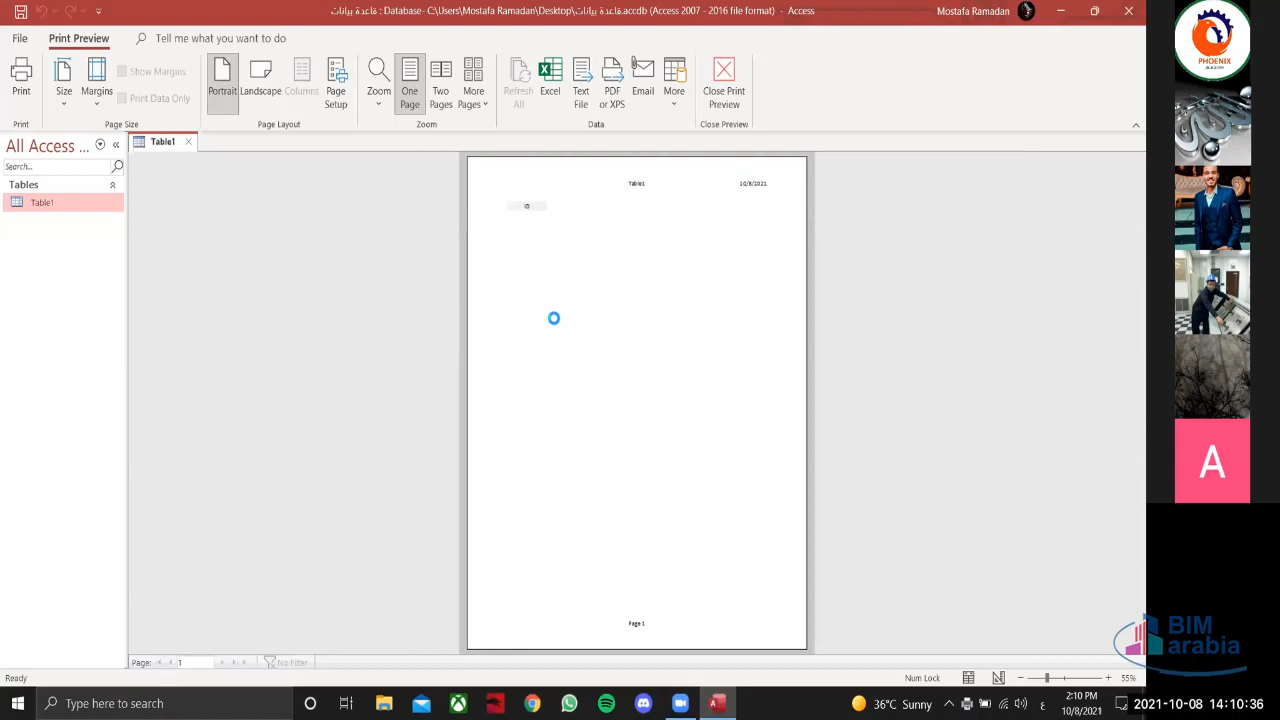 قاعدة بيانات : Database- C:\Users\Mostafa Ramadan\Desktop\قاعدة بيانات.accdb (Access 2007 - 2016 file format) - Access
Mostafa Ramadan
File
Print Preview
Tell me what you want to do
Print
Size
Margins
Show Margins
Print Data Only
Portrait
Landscape
Columns
Page Setup
Zoom
One Page
Two Pages
More Pages
Refresh All
Excel
Text File
PDF or XPS
Email
More
Close Print Preview
Print
Page Size
Page Layout
Zoom
Data
Close Preview
All Access ...
Search...
Tables
Table1
Table1
Table1
10/8/2021
ID
Page 1
Page: 1
No Filter
Ready
Num Lock
55%
Type here to search
36°C Sunny
ع
2:10 PM
10/8/2021
PHOENIX
A
BIM
arabia
2021-10-08 14:10:36